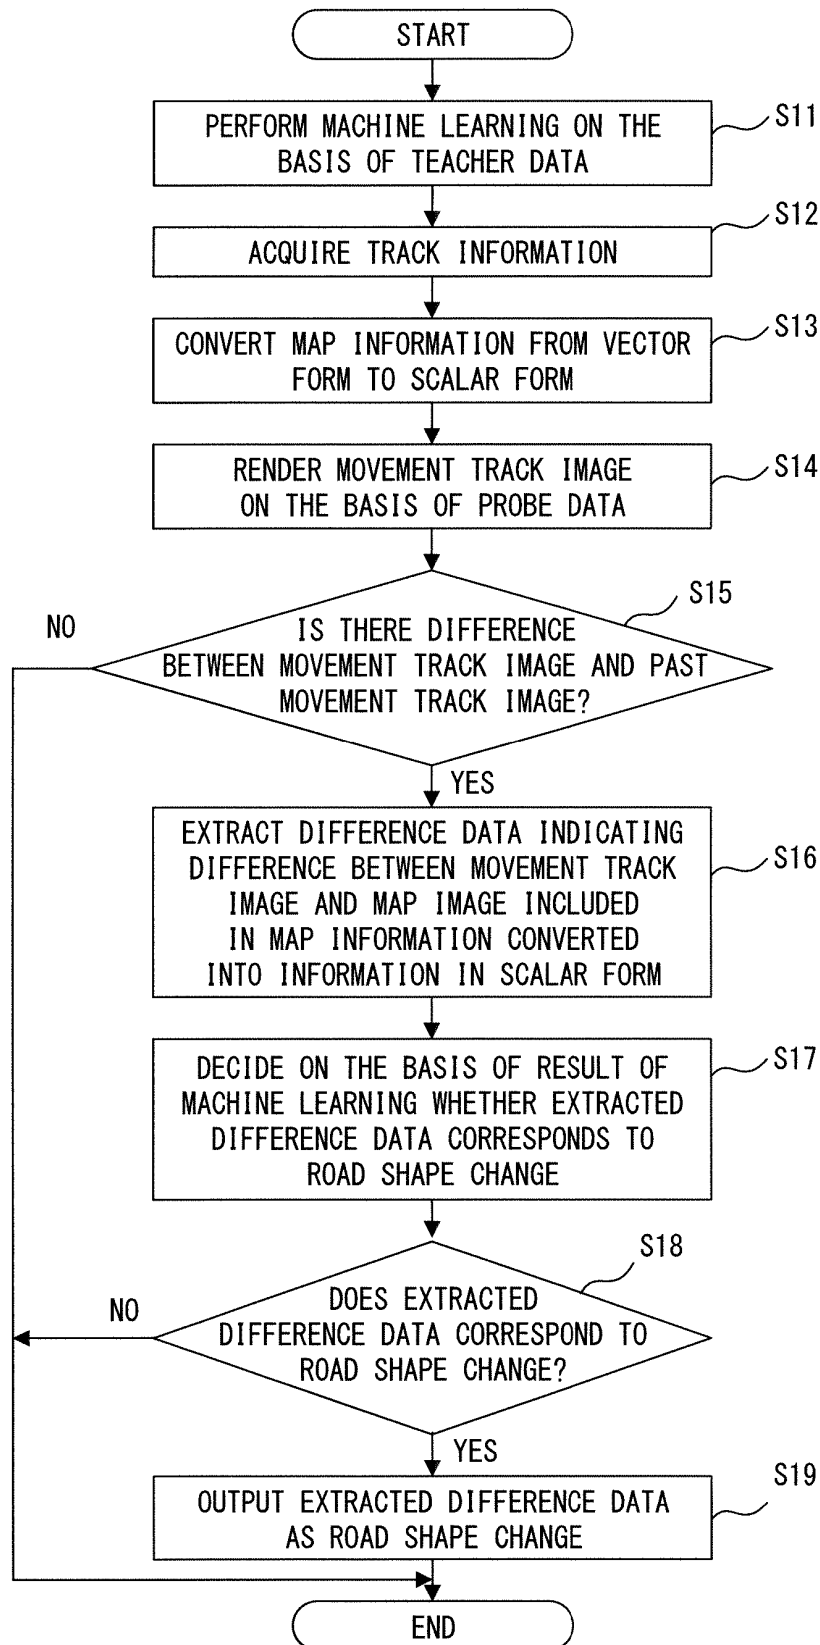 START
PERFORM MACHINE LEARNING ON THE
BASIS OF TEACHER DATA
S11
ACQUIRE TRACK INFORMATION
S12
CONVERT MAP INFORMATION FROM VECTOR
FORM TO SCALAR FORM
S13
RENDER MOVEMENT TRACK IMAGE
ON THE BASIS OF PROBE DATA
S14
IS THERE DIFFERENCE
BETWEEN MOVEMENT TRACK IMAGE AND PAST
MOVEMENT TRACK IMAGE?
S15
NO
YES
EXTRACT DIFFERENCE DATA INDICATING
DIFFERENCE BETWEEN MOVEMENT TRACK
IMAGE AND MAP IMAGE INCLUDED
IN MAP INFORMATION CONVERTED
INTO INFORMATION IN SCALAR FORM
S16
DECIDE ON THE BASIS OF RESULT OF
MACHINE LEARNING WHETHER EXTRACTED
DIFFERENCE DATA CORRESPONDS TO
ROAD SHAPE CHANGE
S17
DOES EXTRACTED
DIFFERENCE DATA CORRESPOND TO
ROAD SHAPE CHANGE?
S18
NO
YES
OUTPUT EXTRACTED DIFFERENCE DATA
AS ROAD SHAPE CHANGE
S19
END